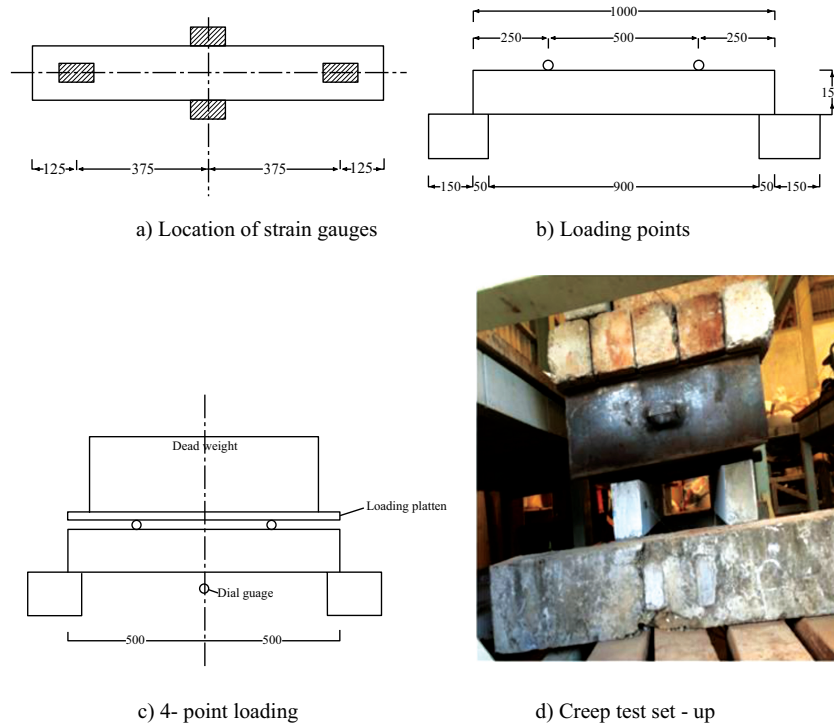 125
375
375
125
a) Location of strain gauges
1000
250
500
250
15
150
50
900
50
150
b) Loading points
Dead weight
Loading platten
Dial guage
500
500
c) 4- point loading
d) Creep test set - up